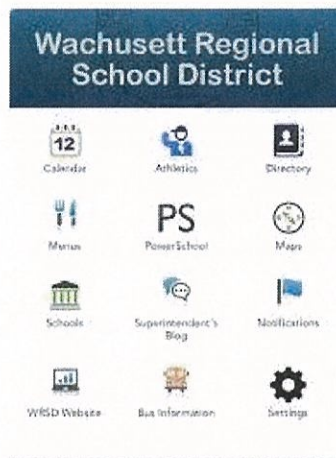 Wachusett Regional
School District
12
Calendar
Athletics
Directory
Menus
PS
PowerSchool
Maps
Schools
Superintendent's
Blog
Notifications
WRSD Website
Bus Information
Settings